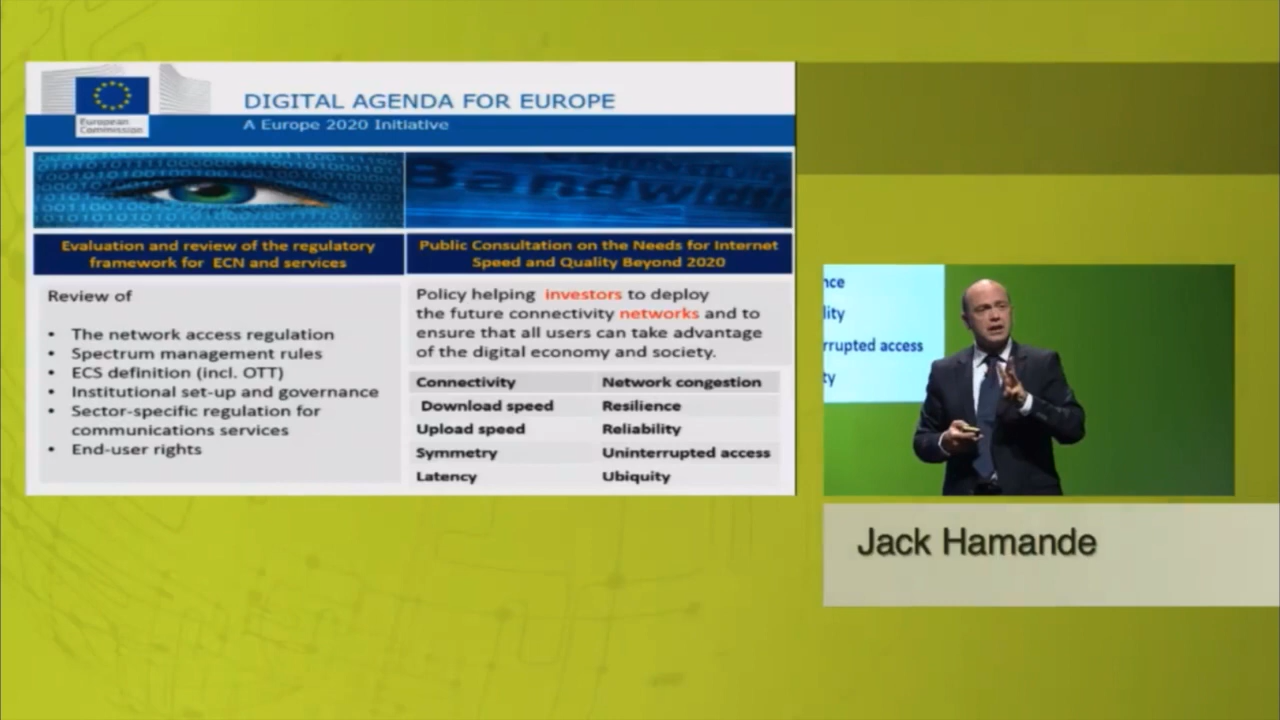 European
Commission
DIGITAL AGENDA FOR EUROPE
A Europe 2020 Initiative
Bandwidth
Evaluation and review of the regulatory
framework for ECN and services
Public Consultation on the Needs for Internet
Speed and Quality Beyond 2020
Review of
• The network access regulation
• Spectrum management rules
• ECS definition (incl. OTT)
• Institutional set-up and governance
• Sector-specific regulation for
communications services
• End-user rights
Policy helping investors to deploy
the future connectivity networks and to
ensure that all users can take advantage
of the digital economy and society.
Connectivity Network congestion
Download speed Resilience
Upload speed Reliability
Symmetry Uninterrupted access
Latency Ubiquity
nce
lity
rrupted access
ty
Jack Hamande